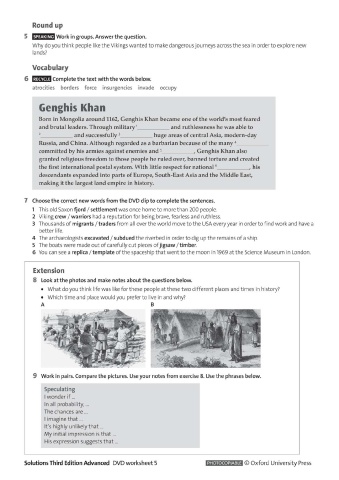 Round up
5 SPEAKING Work in groups. Answer the question.
Why do you think people like the Vikings wanted to make dangerous journeys across the sea in order to explore new
lands?
Vocabulary
6 RECYCLE Complete the text with the words below.
atrocities borders force insurgencies invade occupy
Genghis Khan
Born in Mongolia around 1162, Genghis Khan became one of the world's most feared
and brutal leaders. Through military 1__________ and ruthlessness he was able to
2__________ and successfully 3__________ huge areas of central Asia, modern-day
Russia, and China. Although regarded as a barbarian because of the many 4__________
committed by his armies against enemies and 5__________, Genghis Khan also
granted religious freedom to those people he ruled over, banned torture and created
the first international postal system. With little respect for national 6__________, his
descendants expanded into parts of Europe, South-East Asia and the Middle East,
making it the largest land empire in history.
7 Choose the correct new words from the DVD clip to complete the sentences.
1 This old Saxon fjord / settlement was once home to more than 200 people.
2 Viking crew / warriors had a reputation for being brave, fearless and ruthless.
3 Thousands of migrants / traders from all over the world move to the USA every year in order to find work and have a
better life.
4 The archaeologists excavated / subdued the riverbed in order to dig up the remains of a ship.
5 The boats were made out of carefully cut pieces of jigsaw / timber.
6 You can see a replica / template of the spaceship that went to the moon in 1969 at the Science Museum in London.
Extension
8 Look at the photos and make notes about the questions below.
• What do you think life was like for these people at these two different places and times in history?
• Which time and place would you prefer to live in and why?
A B
9 Work in pairs. Compare the pictures. Use your notes from exercise 8. Use the phrases below.
Speculating
I wonder if ...
In all probability, ...
The chances are ...
I imagine that ...
It's highly unlikely that ...
My initial impression is that ...
His expression suggests that ...
Solutions Third Edition Advanced DVD worksheet 5 PHOTOCOPIABLE © Oxford University Press